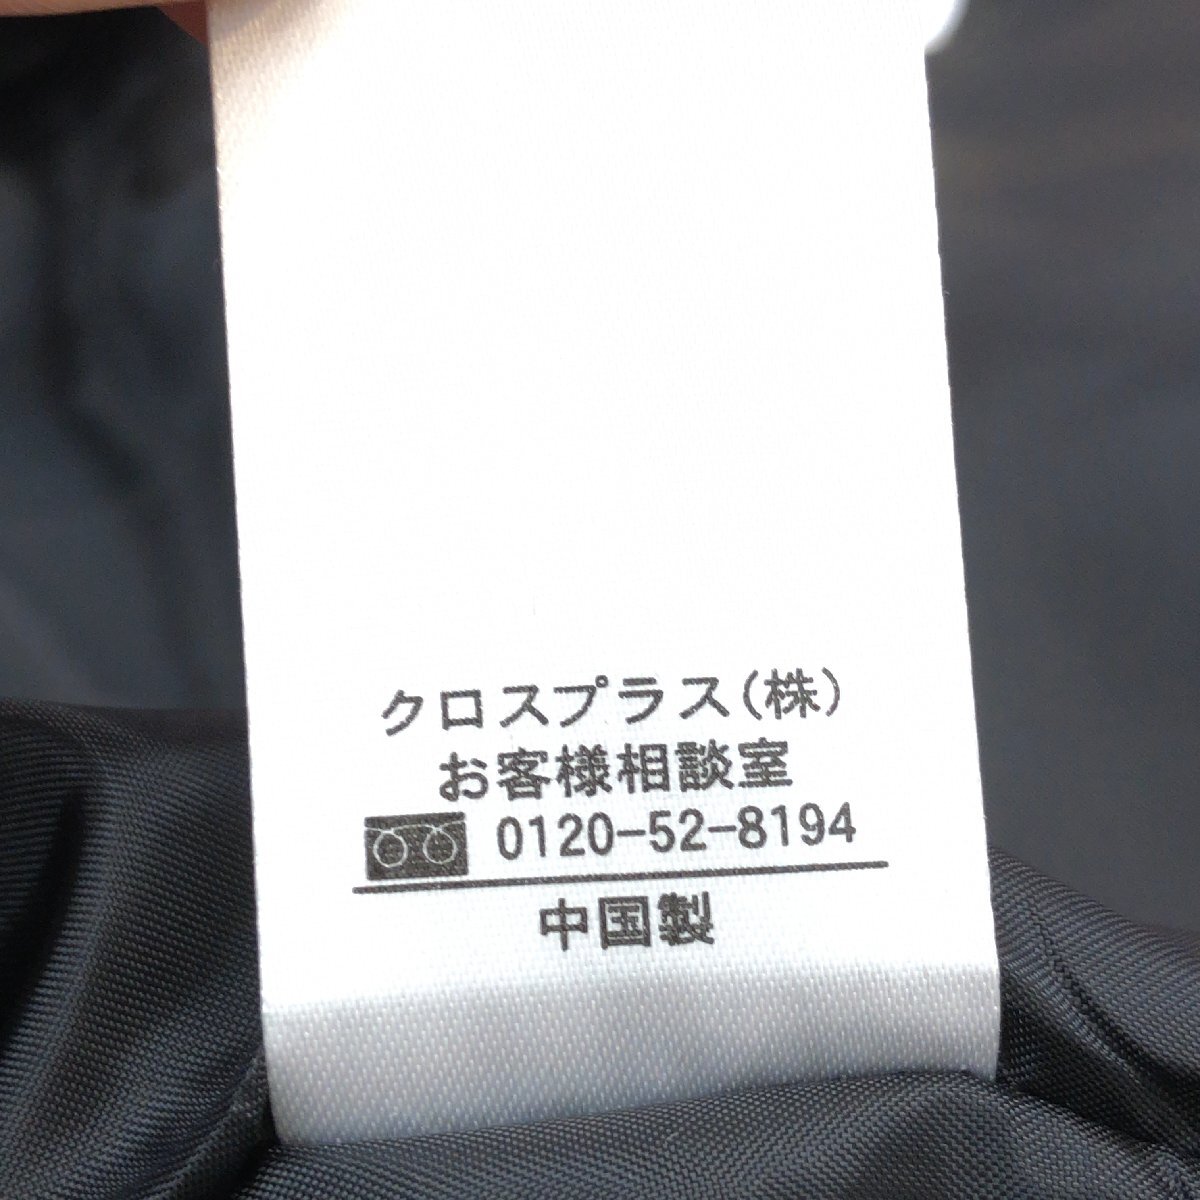 クロスプラス(株)
お客様相談室
0120-52-8194
中国製